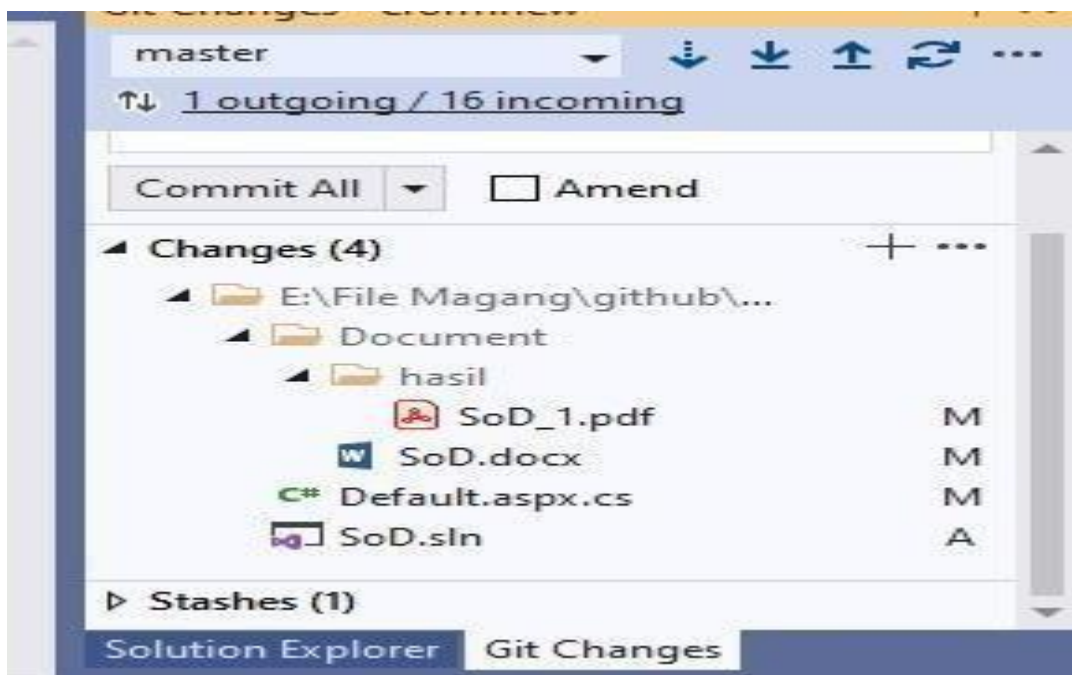 master
1 outgoing / 16 incoming
Commit All Amend
Changes (4)
E:\File Magang\github\...
Document
hasil
SoD_1.pdf M
SoD.docx M
C# Default.aspx.cs M
SoD.sln A
Stashes (1)
Solution Explorer Git Changes